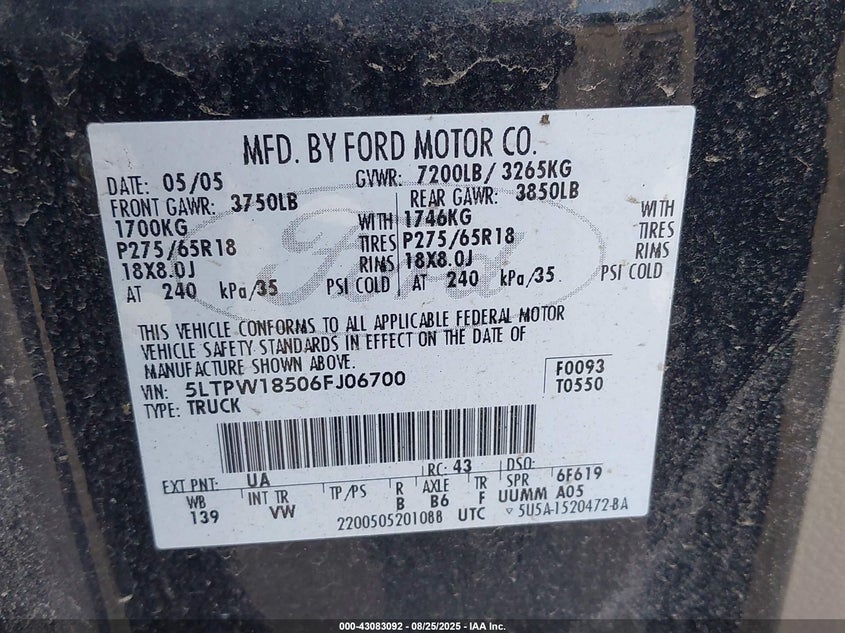 MFD. BY FORD MOTOR CO.
DATE: 05/05 GVWR: 7200LB/ 3265KG
FRONT GAWR: 3750LB REAR GAWR: 3850LB
1700KG WITH 1746KG WITH
P275/65R18 TIRES P275/65R18 TIRES
18X8.0J RIMS 18X8.0J RIMS
AT 240 kPa/35 PSI COLD AT 240 kPa/35 PSI COLD
Ford
THIS VEHICLE CONFORMS TO ALL APPLICABLE FEDERAL MOTOR
VEHICLE SAFETY STANDARDS IN EFFECT ON THE DATE OF
MANUFACTURE SHOWN ABOVE.
VIN: 5LTPW18506FJ06700 F0093
TYPE: TRUCK T0550
EXT PNT: UA RC: 43 DSO:
WB INT TR TP/PS R AXLE TR SPR 6F619
139 VW B B6 F UUMM A05
2200505201088 UTC ▽ 5U5A-1520472-BA
000-43083092 - 08/25/2025 - IAA Inc.